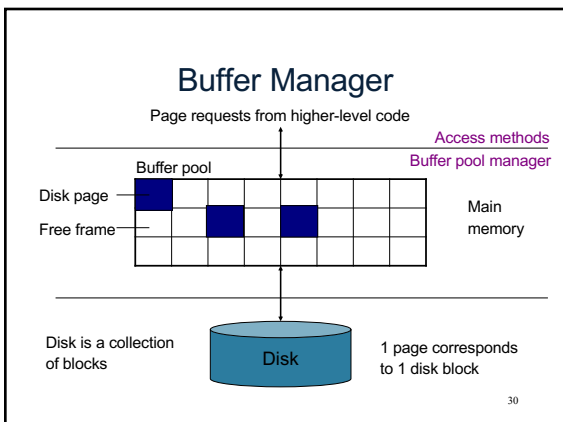 Buffer Manager
Page requests from higher-level code
Access methods
Buffer pool manager
Buffer pool
Disk page
Free frame
Main
memory
Disk is a collection
of blocks
Disk
1 page corresponds
to 1 disk block
30